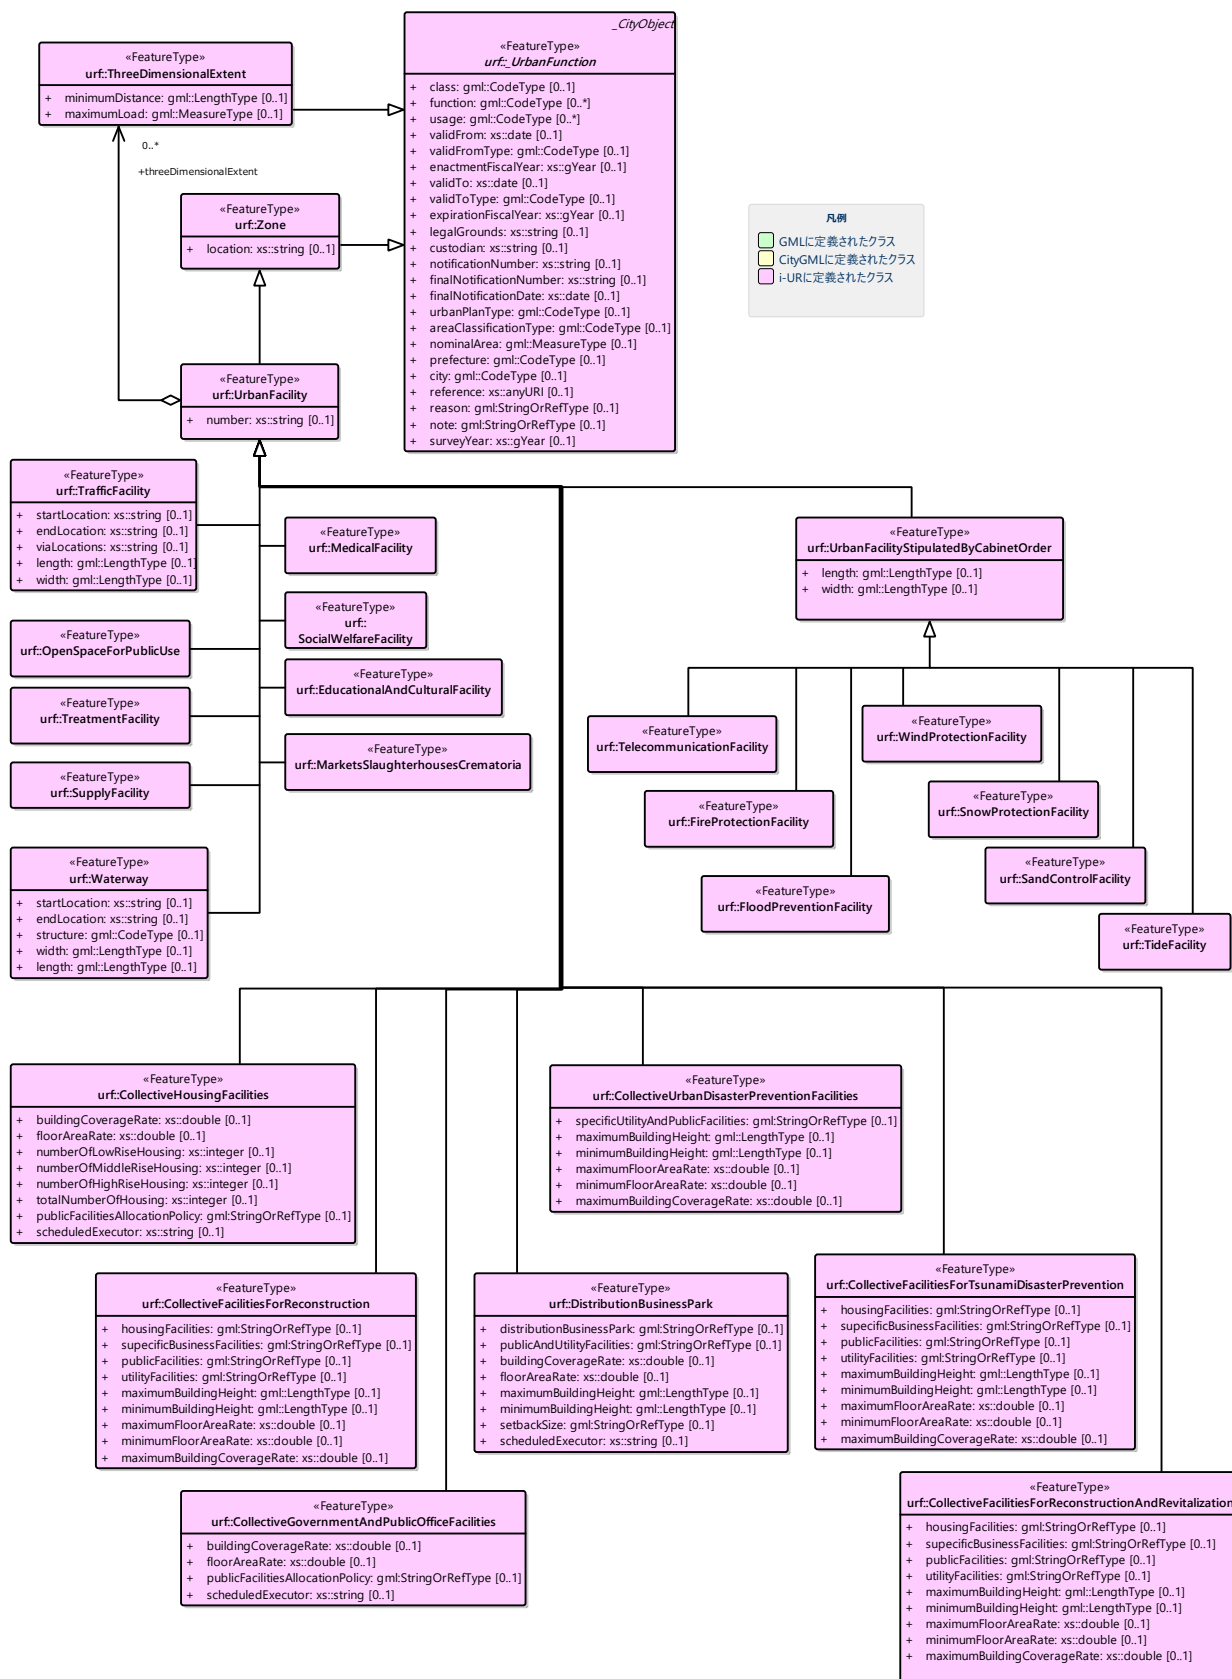 _CityObject
«FeatureType»
urf::_UrbanFunction
+ class: gml::CodeType [0..1]
+ function: gml::CodeType [0..*]
+ usage: gml::CodeType [0..*]
+ validFrom: xs::date [0..1]
+ validFromType: gml::CodeType [0..1]
+ enactmentFiscalYear: xs::gYear [0..1]
+ validTo: xs::date [0..1]
+ validToType: gml::CodeType [0..1]
+ expirationFiscalYear: xs::gYear [0..1]
+ legalGrounds: xs::string [0..1]
+ custodian: xs::string [0..1]
+ notificationNumber: xs::string [0..1]
+ finalNotificationNumber: xs::string [0..1]
+ finalNotificationDate: xs::date [0..1]
+ urbanPlanType: gml::CodeType [0..1]
+ areaClassificationType: gml::CodeType [0..1]
+ nominalArea: gml::MeasureType [0..1]
+ prefecture: gml::CodeType [0..1]
+ city: gml::CodeType [0..1]
+ reference: xs::anyURI [0..1]
+ reason: gml:StringOrRefType [0..1]
+ note: gml:StringOrRefType [0..1]
+ surveyYear: xs::gYear [0..1]
«FeatureType»
urf::ThreeDimensionalExtent
+ minimumDistance: gml::LengthType [0..1]
+ maximumLoad: gml::MeasureType [0..1]
0..*
+threeDimensionalExtent
«FeatureType»
urf::Zone
+ location: xs::string [0..1]
凡例
GMLに定義されたクラス
CityGMLに定義されたクラス
i-URに定義されたクラス
«FeatureType»
urf::UrbanFacility
+ number: xs::string [0..1]
«FeatureType»
urf::TrafficFacility
+ startLocation: xs::string [0..1]
+ endLocation: xs::string [0..1]
+ viaLocations: xs::string [0..1]
+ length: gml::LengthType [0..1]
+ width: gml::LengthType [0..1]
«FeatureType»
urf::MedicalFacility
«FeatureType»
urf::
SocialWelfareFacility
«FeatureType»
urf::OpenSpaceForPublicUse
«FeatureType»
urf::EducationalAndCulturalFacility
«FeatureType»
urf::TreatmentFacility
«FeatureType»
urf::MarketsSlaughterhousesCrematoria
«FeatureType»
urf::SupplyFacility
«FeatureType»
urf::Waterway
+ startLocation: xs::string [0..1]
+ endLocation: xs::string [0..1]
+ structure: gml::CodeType [0..1]
+ width: gml::LengthType [0..1]
+ length: gml::LengthType [0..1]
«FeatureType»
urf::UrbanFacilityStipulatedByCabinetOrder
+ length: gml::LengthType [0..1]
+ width: gml::LengthType [0..1]
«FeatureType»
urf::TelecommunicationFacility
«FeatureType»
urf::WindProtectionFacility
«FeatureType»
urf::FireProtectionFacility
«FeatureType»
urf::SnowProtectionFacility
«FeatureType»
urf::SandControlFacility
«FeatureType»
urf::FloodPreventionFacility
«FeatureType»
urf::TideFacility
«FeatureType»
urf::CollectiveHousingFacilities
+ buildingCoverageRate: xs::double [0..1]
+ floorAreaRate: xs::double [0..1]
+ numberOfLowRiseHousing: xs::integer [0..1]
+ numberOfMiddleRiseHousing: xs::integer [0..1]
+ numberOfHighRiseHousing: xs::integer [0..1]
+ totalNumberOfHousing: xs::integer [0..1]
+ publicFacilitiesAllocationPolicy: gml:StringOrRefType [0..1]
+ scheduledExecutor: xs::string [0..1]
«FeatureType»
urf::CollectiveUrbanDisasterPreventionFacilities
+ specificUtilityAndPublicFacilities: gml:StringOrRefType [0..1]
+ maximumBuildingHeight: gml::LengthType [0..1]
+ minimumBuildingHeight: gml::LengthType [0..1]
+ maximumFloorAreaRate: xs::double [0..1]
+ minimumFloorAreaRate: xs::double [0..1]
+ maximumBuildingCoverageRate: xs::double [0..1]
«FeatureType»
urf::CollectiveFacilitiesForReconstruction
+ housingFacilities: gml:StringOrRefType [0..1]
+ supecificBusinessFacilities: gml:StringOrRefType [0..1]
+ publicFacilities: gml:StringOrRefType [0..1]
+ utilityFacilities: gml:StringOrRefType [0..1]
+ maximumBuildingHeight: gml::LengthType [0..1]
+ minimumBuildingHeight: gml::LengthType [0..1]
+ maximumFloorAreaRate: xs::double [0..1]
+ minimumFloorAreaRate: xs::double [0..1]
+ maximumBuildingCoverageRate: xs::double [0..1]
«FeatureType»
urf::DistributionBusinessPark
+ distributionBusinessPark: gml:StringOrRefType [0..1]
+ publicAndUtilityFacilities: gml:StringOrRefType [0..1]
+ buildingCoverageRate: xs::double [0..1]
+ floorAreaRate: xs::double [0..1]
+ maximumBuildingHeight: gml::LengthType [0..1]
+ minimumBuildingHeight: gml::LengthType [0..1]
+ setbackSize: gml:StringOrRefType [0..1]
+ scheduledExecutor: xs::string [0..1]
«FeatureType»
urf::CollectiveFacilitiesForTsunamiDisasterPrevention
+ housingFacilities: gml:StringOrRefType [0..1]
+ supecificBusinessFacilities: gml:StringOrRefType [0..1]
+ publicFacilities: gml:StringOrRefType [0..1]
+ utilityFacilities: gml:StringOrRefType [0..1]
+ maximumBuildingHeight: gml::LengthType [0..1]
+ minimumBuildingHeight: gml::LengthType [0..1]
+ maximumFloorAreaRate: xs::double [0..1]
+ minimumFloorAreaRate: xs::double [0..1]
+ maximumBuildingCoverageRate: xs::double [0..1]
«FeatureType»
urf::CollectiveGovernmentAndPublicOfficeFacilities
+ buildingCoverageRate: xs::double [0..1]
+ floorAreaRate: xs::double [0..1]
+ publicFacilitiesAllocationPolicy: gml:StringOrRefType [0..1]
+ scheduledExecutor: xs::string [0..1]
«FeatureType»
urf::CollectiveFacilitiesForReconstructionAndRevitalization
+ housingFacilities: gml:StringOrRefType [0..1]
+ supecificBusinessFacilities: gml:StringOrRefType [0..1]
+ publicFacilities: gml:StringOrRefType [0..1]
+ utilityFacilities: gml:StringOrRefType [0..1]
+ maximumBuildingHeight: gml::LengthType [0..1]
+ minimumBuildingHeight: gml::LengthType [0..1]
+ maximumFloorAreaRate: xs::double [0..1]
+ minimumFloorAreaRate: xs::double [0..1]
+ maximumBuildingCoverageRate: xs::double [0..1]